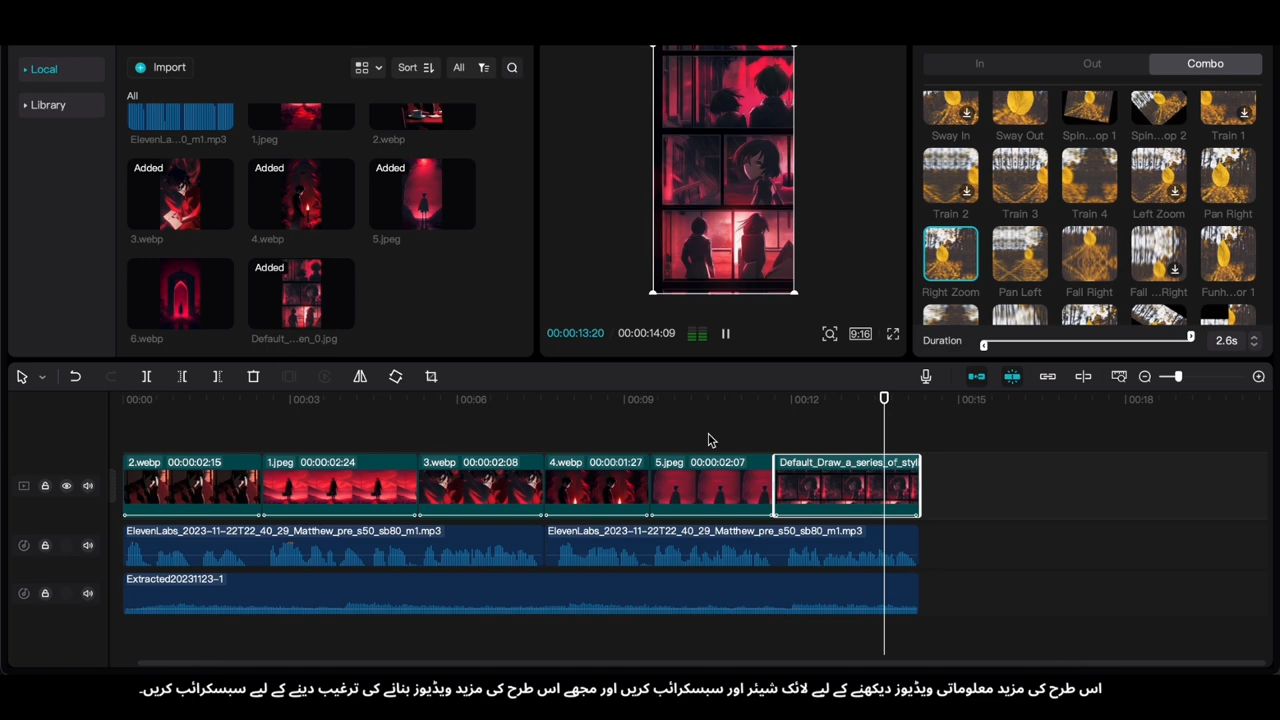 Local
Library
Import
Sort
All
All
ElevenLa...0_m1.mp3
1.jpeg
2.webp
Added
Added
Added
3.webp
4.webp
5.jpeg
Added
6.webp
Default_...en_0.jpg
00:00:13:20
00:00:14:09
9:16
In
Out
Combo
Sway In
Sway Out
Spin...op 1
Spin...op 2
Train 1
Train 2
Train 3
Train 4
Left Zoom
Pan Right
Right Zoom
Pan Left
Fall Right
Fall ...Right
Funh...or 1
Duration
2.6s
00:00
00:03
00:06
00:09
00:12
00:15
00:18
2.webp 00:00:02:15
1.jpeg 00:00:02:24
3.webp 00:00:02:08
4.webp 00:00:01:27
5.jpeg 00:00:02:07
Default_Draw_a_series_of_styl
ElevenLabs_2023-11-22T22_40_29_Matthew_pre_s50_sb80_m1.mp3
ElevenLabs_2023-11-22T22_40_29_Matthew_pre_s50_sb80_m1.mp3
Extracted20231123-1
اس طرح کی مزید معلوماتی ویڈیوز دیکھنے کے لیے لائک شیئر اور سبسکرائب کریں اور مجھے اس طرح کی مزید ویڈیوز بنانے کی ترغیب دینے کے لیے سبسکرائب کریں۔